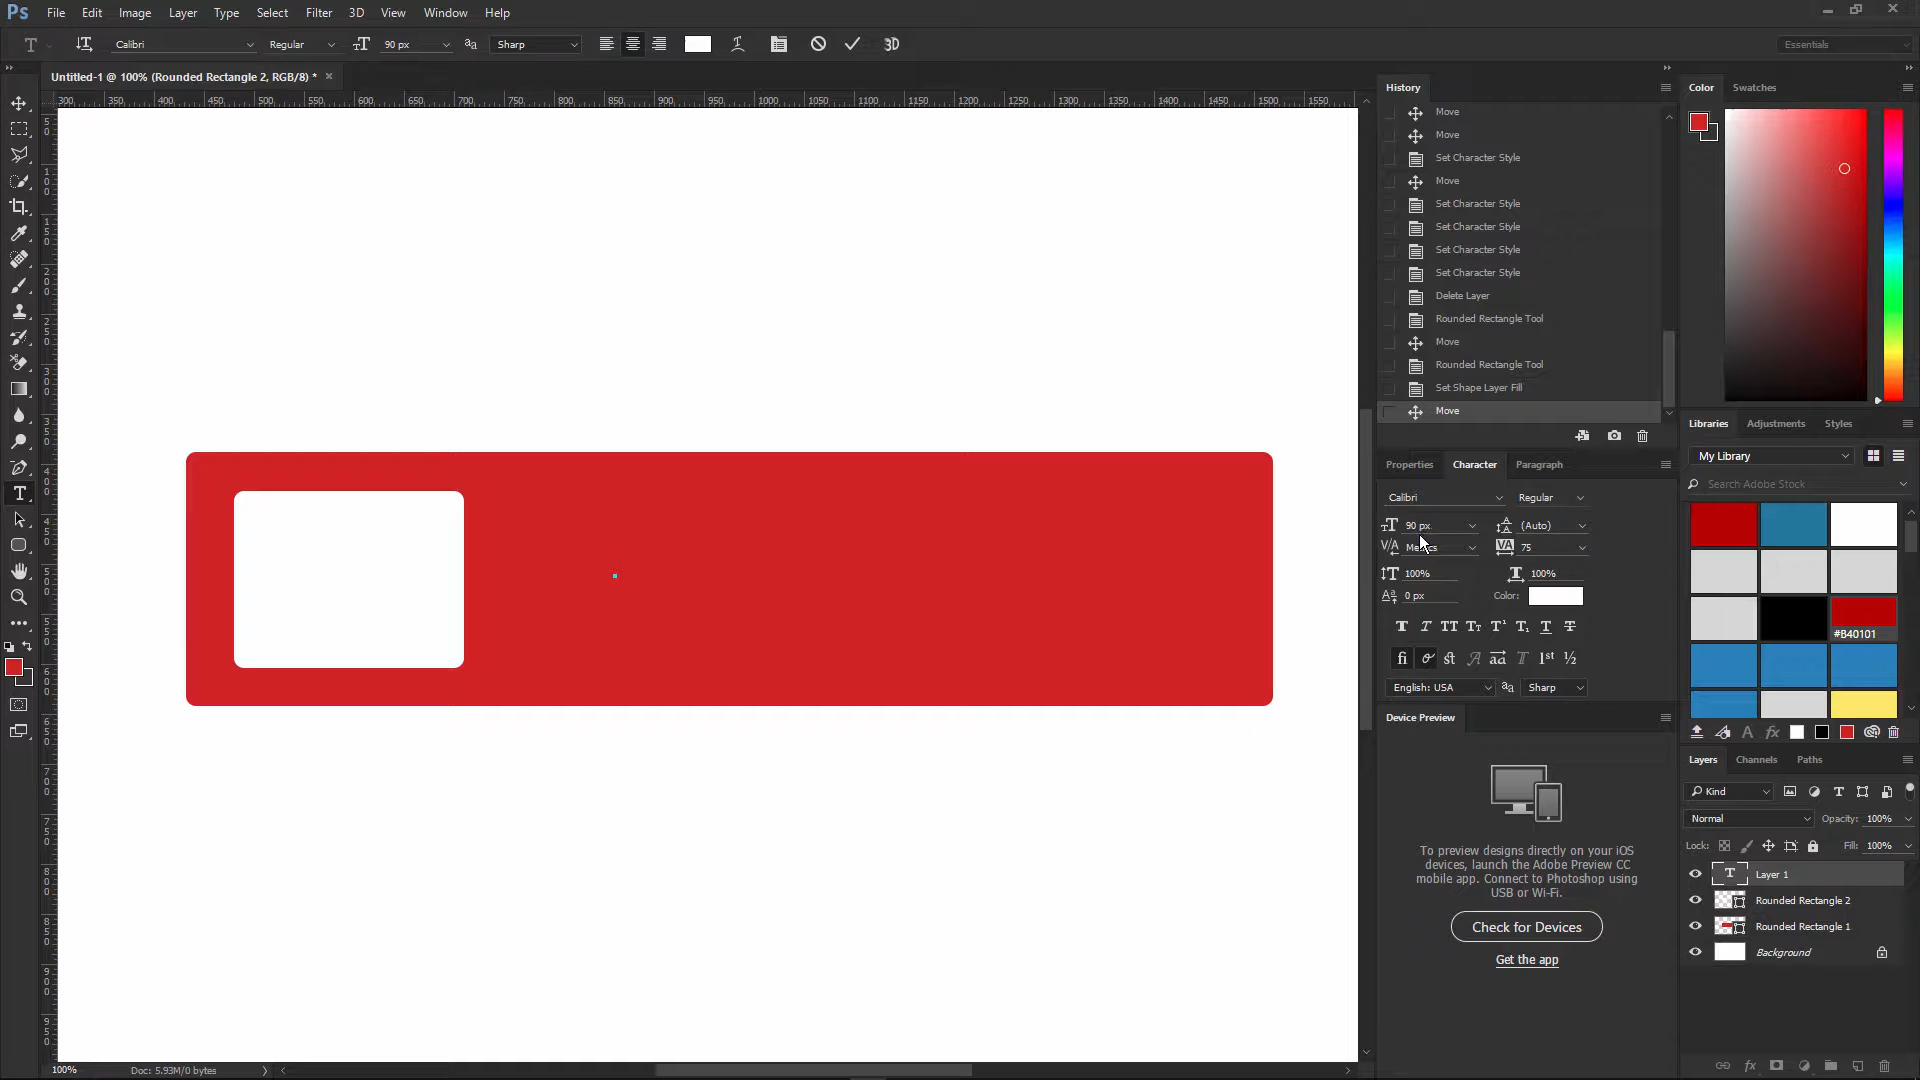 Ps File Edit Image Layer Type Select Filter 3D View Window Help
T Calibri Regular 90 px Sharp 3D Essentials
Untitled-1 @ 100% (Rounded Rectangle 2, RGB/8) * ×
300 350 400 450 500 550 600 650 700 750 800 850 900 950 1000 1050 1100 1150 1200 1250 1300 1350 1400 1450 1500 1550
History
Move
Move
Set Character Style
Move
Set Character Style
Set Character Style
Set Character Style
Set Character Style
Delete Layer
Rounded Rectangle Tool
Move
Rounded Rectangle Tool
Set Shape Layer Fill
Move
Properties Character Paragraph
Calibri Regular
90 px (Auto)
Metrics 75
100% 100%
0 px Color:
English: USA Sharp
Device Preview
To preview designs directly on your iOS
devices, launch the Adobe Preview CC
mobile app. Connect to Photoshop using
USB or Wi-Fi.
Check for Devices
Get the app
Color Swatches
Libraries Adjustments Styles
My Library
Search Adobe Stock
#B40101
Layers Channels Paths
Kind
Normal Opacity: 100%
Lock: Fill: 100%
Layer 1
Rounded Rectangle 2
Rounded Rectangle 1
Background
100% Doc: 5.93M/0 bytes